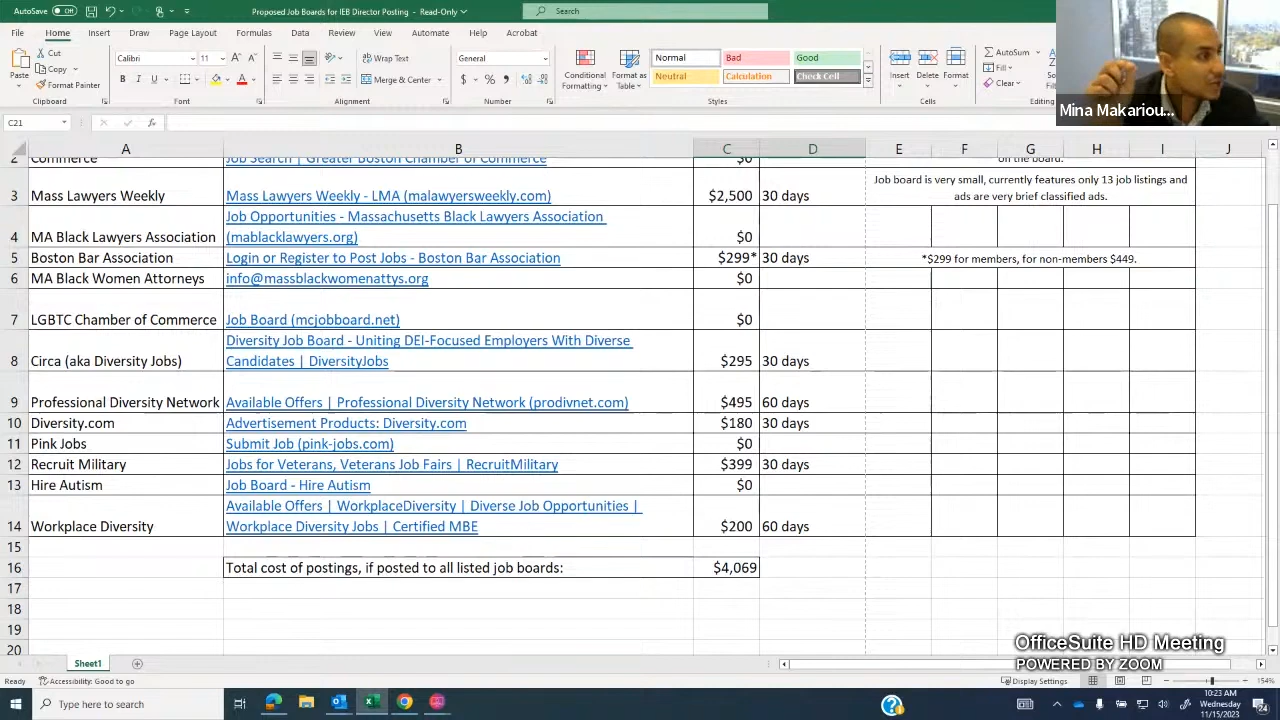 AutoSave Off Proposed Job Boards for IEB Director Posting - Read-Only Search
File Home Insert Draw Page Layout Formulas Data Review View Automate Help Acrobat
Paste Cut Copy Format Painter Clipboard
Calibri 11 B I U A Font
Wrap Text Merge & Center Alignment
General $ % Number
Conditional Formatting Format as Table
Normal Bad Good
Neutral Calculation Check Cell
Styles
Insert Delete Format Cells
AutoSum Fill Clear Editing
Mina Makariou...
C21 fx
A B C D E F G H I J
2 Commerce Job Search | Greater Boston Chamber of Commerce $0 on the board.
3 Mass Lawyers Weekly Mass Lawyers Weekly - LMA (malawyersweekly.com) $2,500 30 days Job board is very small, currently features only 13 job listings and
ads are very brief classified ads.
4 MA Black Lawyers Association Job Opportunities - Massachusetts Black Lawyers Association
(mablacklawyers.org) $0
5 Boston Bar Association Login or Register to Post Jobs - Boston Bar Association $299* 30 days *$299 for members, for non-members $449.
6 MA Black Women Attorneys info@massblackwomenattys.org $0
7 LGBTC Chamber of Commerce Job Board (mcjobboard.net) $0
8 Circa (aka Diversity Jobs) Diversity Job Board - Uniting DEI-Focused Employers With Diverse
Candidates | DiversityJobs $295 30 days
9 Professional Diversity Network Available Offers | Professional Diversity Network (prodivnet.com) $495 60 days
10 Diversity.com Advertisement Products: Diversity.com $180 30 days
11 Pink Jobs Submit Job (pink-jobs.com) $0
12 Recruit Military Jobs for Veterans, Veterans Job Fairs | RecruitMilitary $399 30 days
13 Hire Autism Job Board - Hire Autism $0
14 Workplace Diversity Available Offers | WorkplaceDiversity | Diverse Job Opportunities |
Workplace Diversity Jobs | Certified MBE $200 60 days
15
16 Total cost of postings, if posted to all listed job boards: $4,069
17
18
19
20
OfficeSuite HD Meeting
POWERED BY ZOOM
Sheet1
Ready Accessibility: Good to go Display Settings 154%
Type here to search
10:23 AM
Wednesday
11/15/2023
24